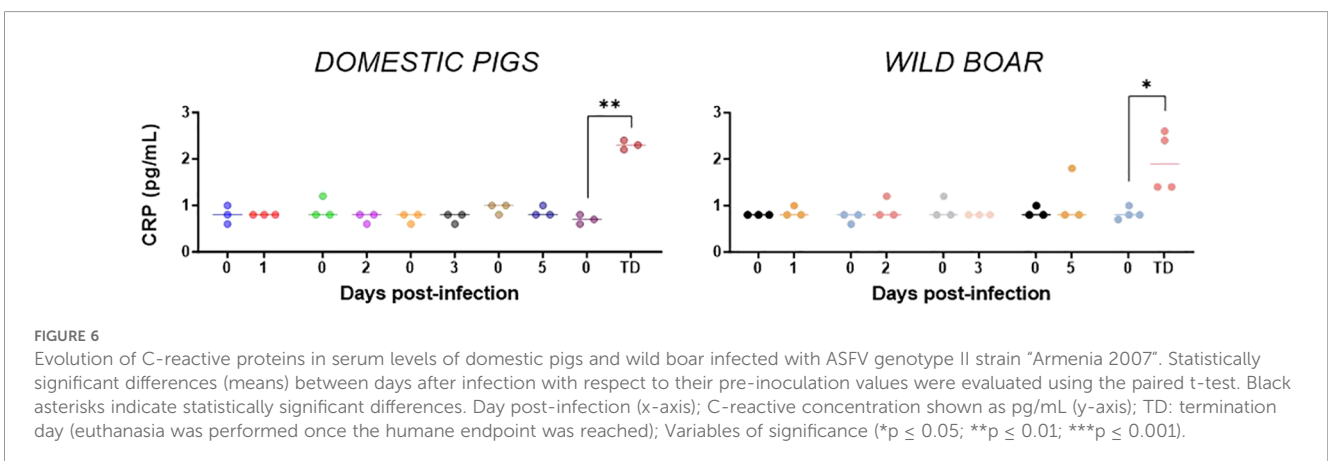 DOMESTIC PIGS
WILD BOAR
**
*
CRP (pg/mL)
3
2
1
0
0 1 0 2 0 3 0 5 0 TD
Days post-infection
3
2
1
0
0 1 0 2 0 3 0 5 0 TD
Days post-infection
FIGURE 6
Evolution of C-reactive proteins in serum levels of domestic pigs and wild boar infected with ASFV genotype II strain “Armenia 2007”. Statistically
significant differences (means) between days after infection with respect to their pre-inoculation values were evaluated using the paired t-test. Black
asterisks indicate statistically significant differences. Day post-infection (x-axis); C-reactive concentration shown as pg/mL (y-axis); TD: termination
day (euthanasia was performed once the humane endpoint was reached); Variables of significance (*p ≤ 0.05; **p ≤ 0.01; ***p ≤ 0.001).